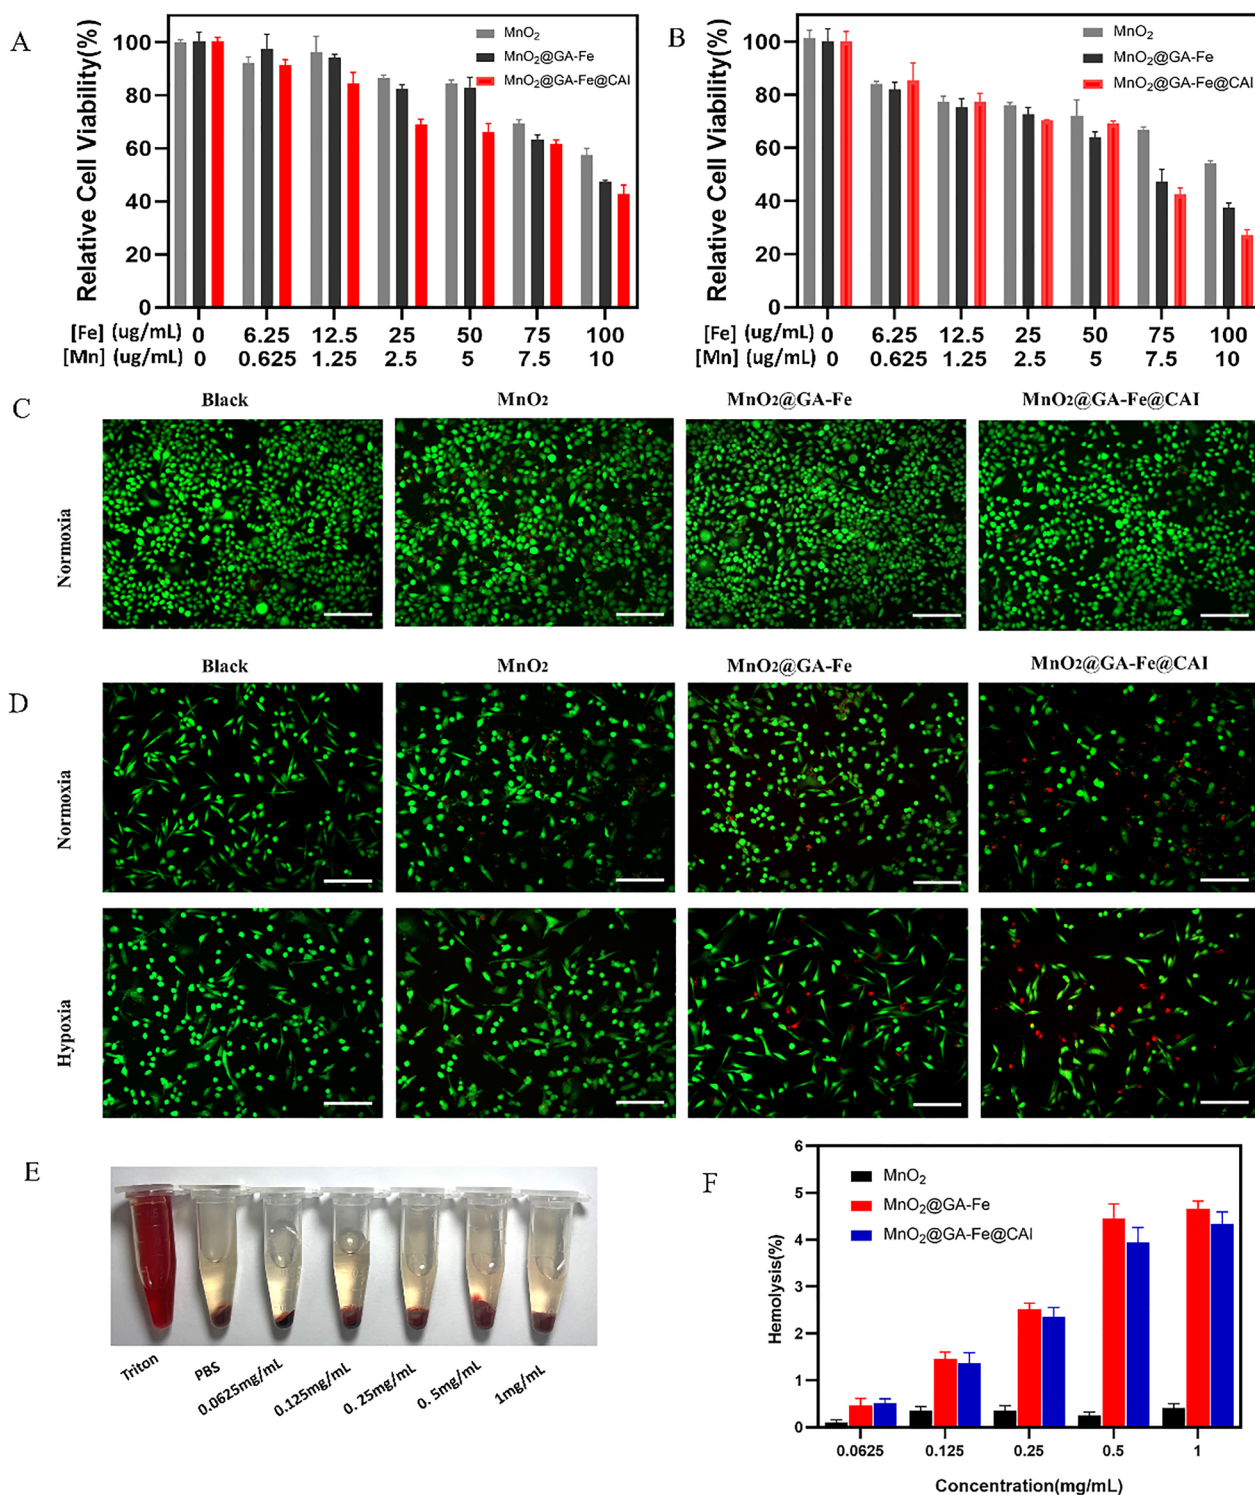 A
Relative Cell Viability(%)
100
80
60
40
20
0
MnO2
MnO2@GA-Fe
MnO2@GA-Fe@CAI
[Fe] (ug/mL) 0 6.25 12.5 25 50 75 100
[Mn] (ug/mL) 0 0.625 1.25 2.5 5 7.5 10
B
Relative Cell Viability(%)
100
80
60
40
20
0
MnO2
MnO2@GA-Fe
MnO2@GA-Fe@CAI
[Fe] (ug/mL) 0 6.25 12.5 25 50 75 100
[Mn] (ug/mL) 0 0.625 1.25 2.5 5 7.5 10
C
Black MnO2 MnO2@GA-Fe MnO2@GA-Fe@CAI
Normoxia
D
Black MnO2 MnO2@GA-Fe MnO2@GA-Fe@CAI
Normoxia
Hypoxia
E
Triton PBS 0.0625mg/mL 0.125mg/mL 0. 25mg/mL 0. 5mg/mL 1mg/mL
F
Hemolysis(%)
6
5
4
3
2
1
0
MnO2
MnO2@GA-Fe
MnO2@GA-Fe@CAI
0.0625 0.125 0.25 0.5 1
Concentration(mg/mL)